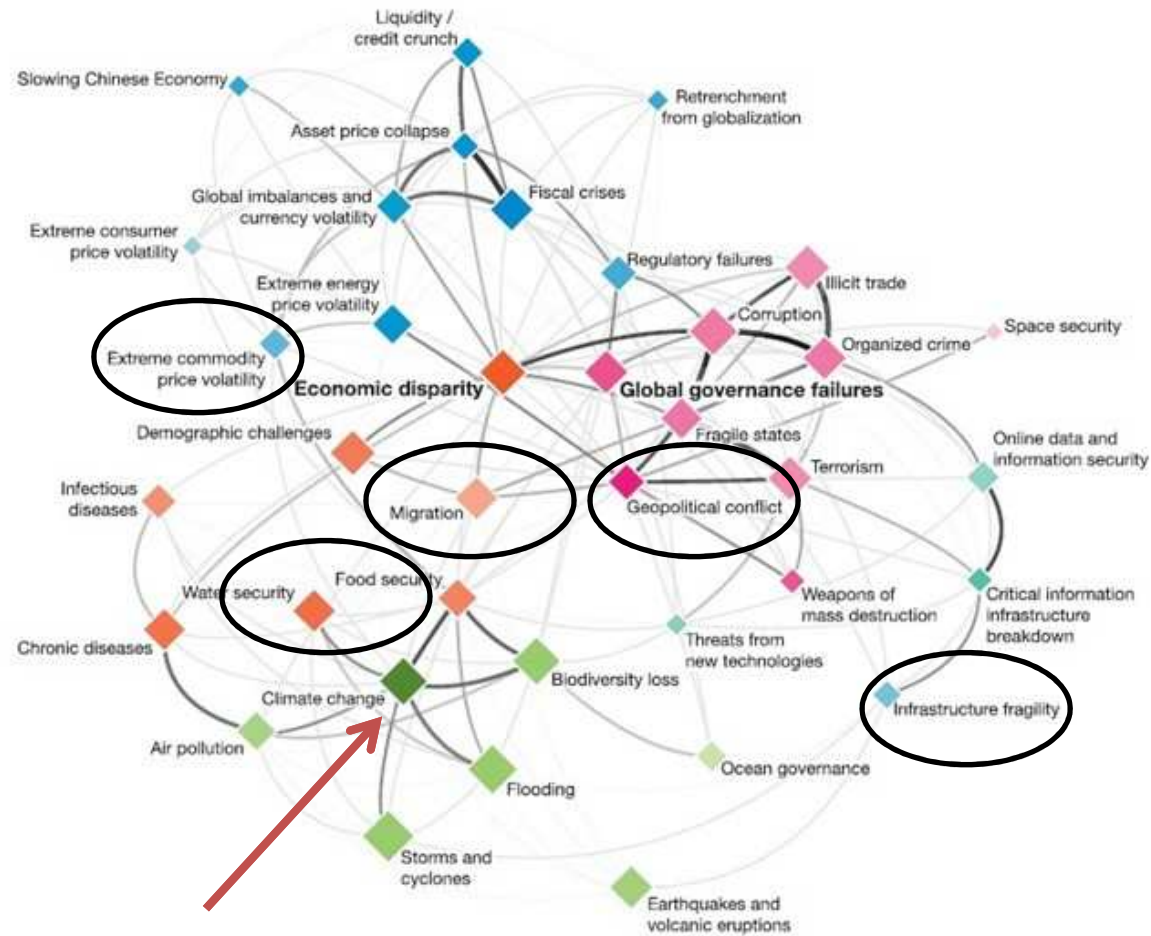 Liquidity /
credit crunch
Slowing Chinese Economy
Retrenchment
from globalization
Asset price collapse
Fiscal crises
Global imbalances and
currency volatility
Extreme consumer
price volatility
Regulatory failures
Illicit trade
Extreme energy
price volatility
Corruption
Space security
Organized crime
Extreme commodity
price volatility
Economic disparity
Global governance failures
Fragile states
Demographic challenges
Online data and
information security
Terrorism
Infectious
diseases
Migration
Geopolitical conflict
Food security
Water security
Weapons of
mass destruction
Critical information
infrastructure
breakdown
Chronic diseases
Threats from
new technologies
Biodiversity loss
Climate change
Infrastructure fragility
Air pollution
Ocean governance
Flooding
Storms and
cyclones
Earthquakes and
volcanic eruptions